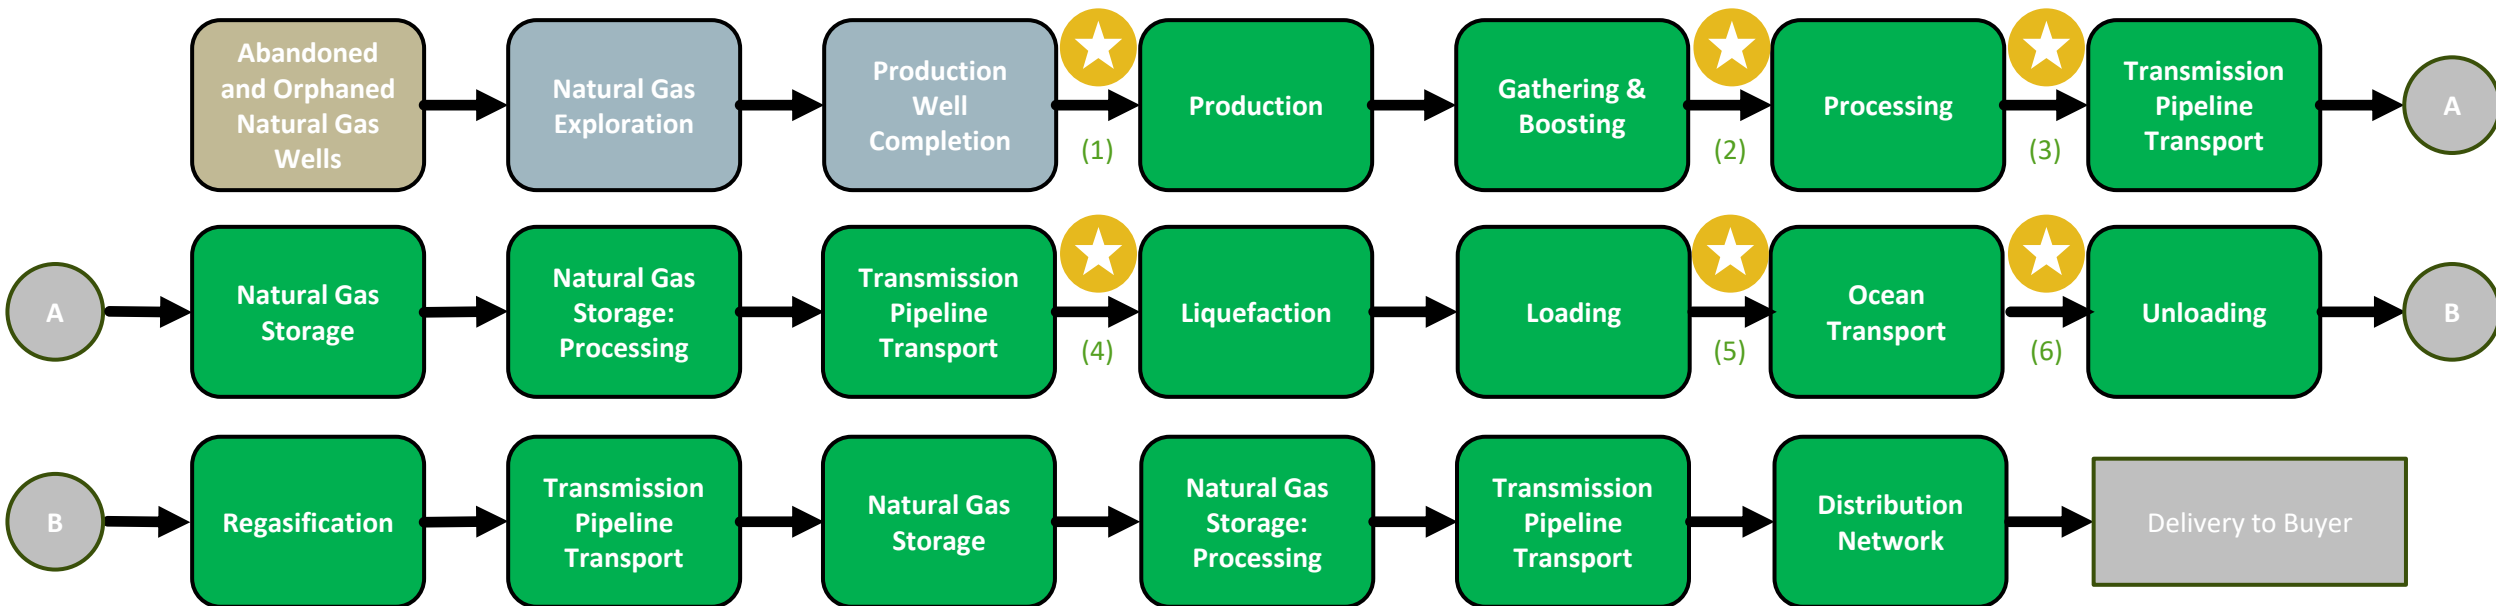 Abandoned
and Orphaned
Natural Gas
Wells
Natural Gas
Exploration
Production
Well
Completion
(1)
Production
Gathering &
Boosting
(2)
Processing
(3)
Transmission
Pipeline
Transport
A
A
Natural Gas
Storage
Natural Gas
Storage:
Processing
Transmission
Pipeline
Transport
(4)
Liquefaction
Loading
(5)
Ocean
Transport
(6)
Unloading
B
B
Regasification
Transmission
Pipeline
Transport
Natural Gas
Storage
Natural Gas
Storage:
Processing
Transmission
Pipeline
Transport
Distribution
Network
Delivery to Buyer